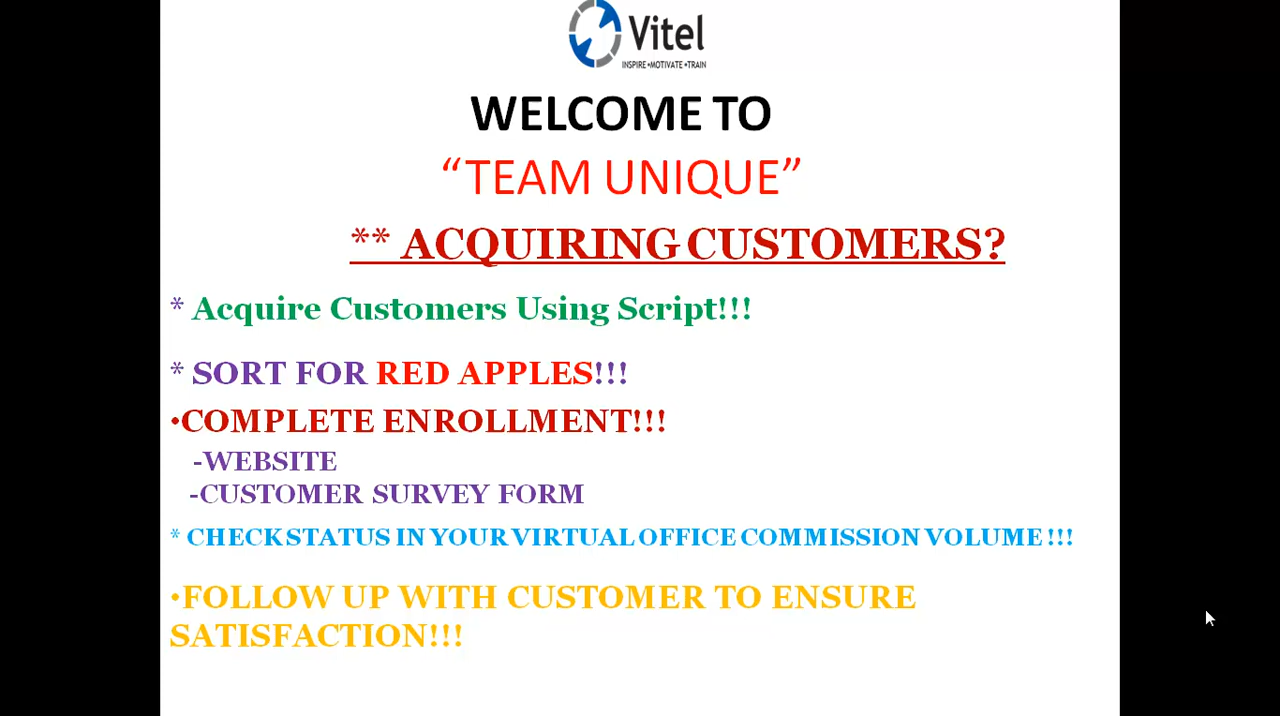 Vitel
INSPIRE •MOTIVATE •TRAIN
WELCOME TO
“TEAM UNIQUE”
** ACQUIRING CUSTOMERS?
* Acquire Customers Using Script!!!
* SORT FOR RED APPLES!!!
•COMPLETE ENROLLMENT!!!
-WEBSITE
-CUSTOMER SURVEY FORM
* CHECK STATUS IN YOUR VIRTUAL OFFICE COMMISSION VOLUME !!!
•FOLLOW UP WITH CUSTOMER TO ENSURE
SATISFACTION!!!